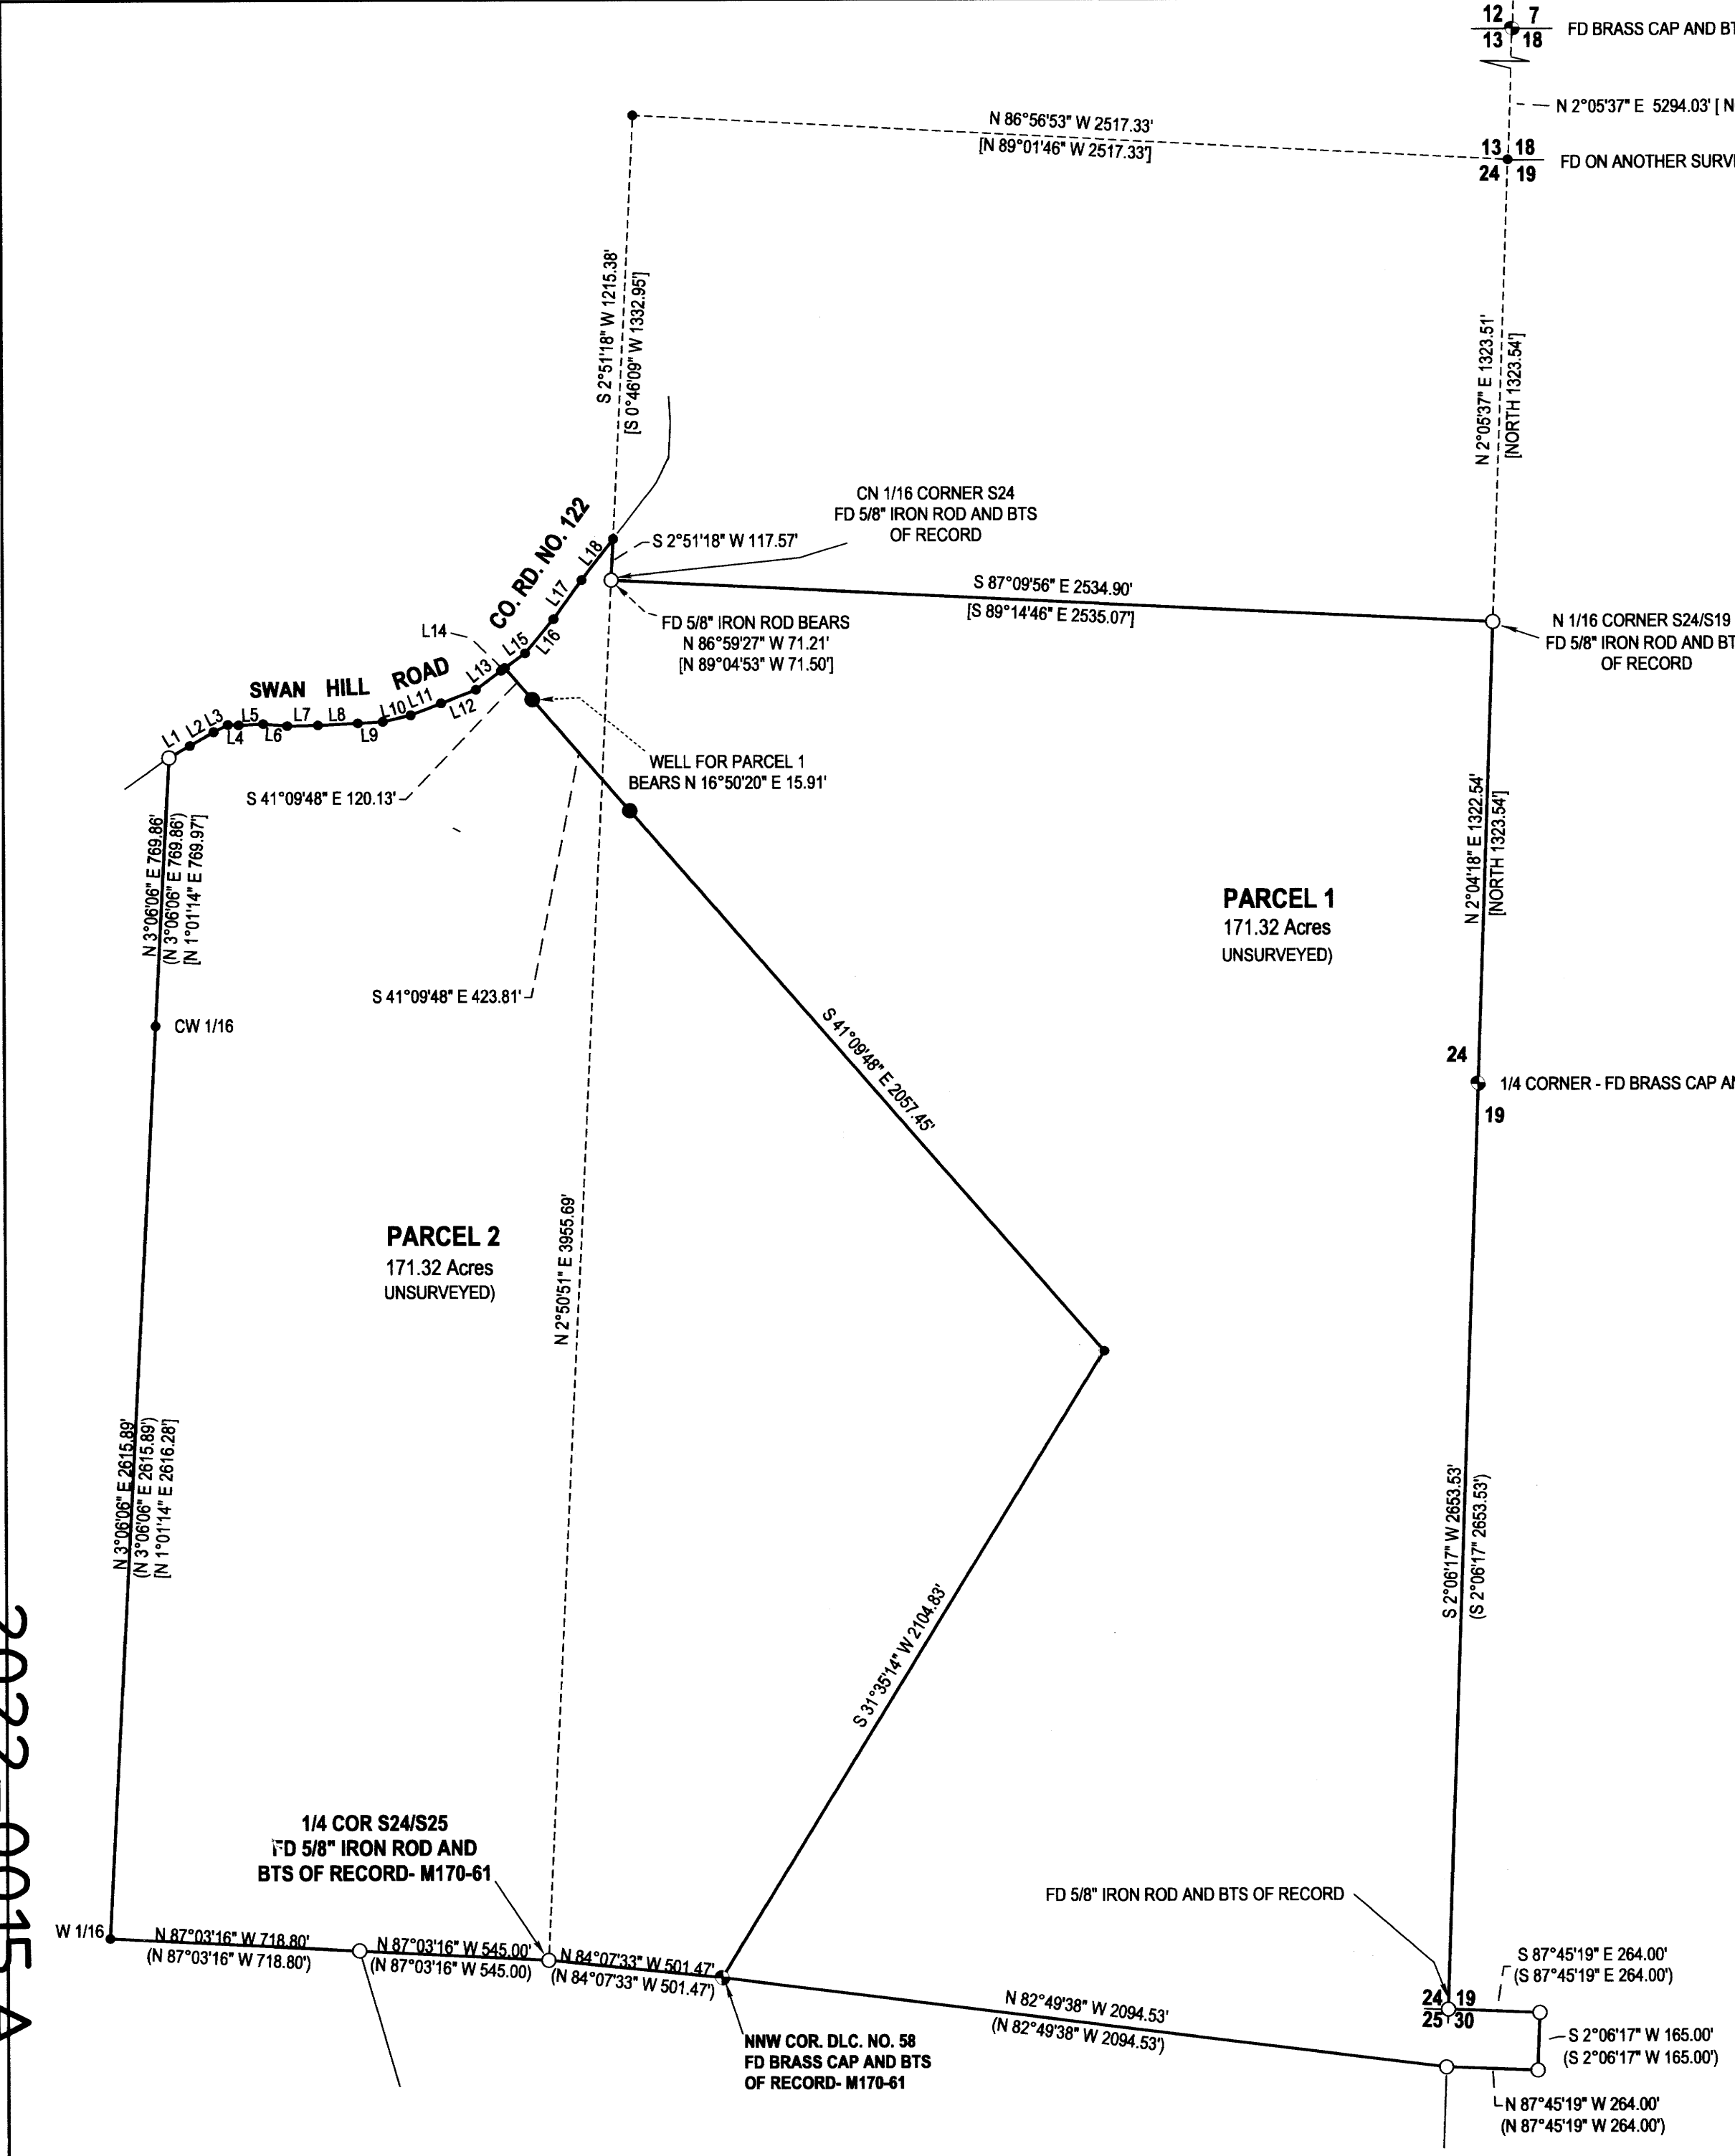 12 7
13 18
FD BRASS CAP AND BT
N 2°05'37" E 5294.03' [ N
N 86°56'53" W 2517.33'
[N 89°01'46" W 2517.33']
13 18
24 19
FD ON ANOTHER SURV
S 2°51'18" W 1215.38'
[S 0°46'09" W 1332.95']
N 2°05'37" E 1323.51'
[NORTH 1323.54']
CN 1/16 CORNER S24
FD 5/8" IRON ROD AND BTS
OF RECORD
CO. RD. NO. 122
S 2°51'18" W 117.57'
L18
L17
L16
L15
L14
L13
L12
L11
L10
L9
L8
L7
L6
L5
L4
L3
L2
L1
S 87°09'56" E 2534.90'
[S 89°14'46" E 2535.07']
FD 5/8" IRON ROD BEARS
N 86°59'27" W 71.21'
[N 89°04'53" W 71.50']
N 1/16 CORNER S24/S19
FD 5/8" IRON ROD AND BT
OF RECORD
SWAN HILL ROAD
WELL FOR PARCEL 1
BEARS N 16°50'20" E 15.91'
S 41°09'48" E 120.13'
N 3°06'06" E 769.86'
(N 3°06'06" E 769.86')
[N 1°01'14" E 769.97']
N 2°04'18" E 1322.54'
[NORTH 1323.54']
PARCEL 1
171.32 Acres
UNSURVEYED)
S 41°09'48" E 423.81'
CW 1/16
S 41°09'48" E 2057.45'
24
1/4 CORNER - FD BRASS CAP A
19
PARCEL 2
171.32 Acres
UNSURVEYED)
N 2°50'51" E 3955.69'
N 3°06'06" E 2615.89'
(N 3°06'06" E 2615.89')
[N 1°01'14" E 2616.28']
S 2°06'17" W 2653.53'
(S 2°06'17" 2653.53')
S 31°35'14" W 2104.83'
2022-0015 A
1/4 COR S24/S25
FD 5/8" IRON ROD AND
BTS OF RECORD- M170-61
FD 5/8" IRON ROD AND BTS OF RECORD
W 1/16
N 87°03'16" W 718.80'
(N 87°03'16" W 718.80')
N 87°03'16" W 545.00'
(N 87°03'16" W 545.00)
N 84°07'33" W 501.47'
(N 84°07'33" W 501.47')
S 87°45'19" E 264.00'
(S 87°45'19" E 264.00')
N 82°49'38" W 2094.53'
(N 82°49'38" W 2094.53')
24 19
25 30
NNW COR. DLC. NO. 58
FD BRASS CAP AND BTS
OF RECORD- M170-61
S 2°06'17" W 165.00'
(S 2°06'17" W 165.00')
N 87°45'19" W 264.00'
(N 87°45'19" W 264.00')